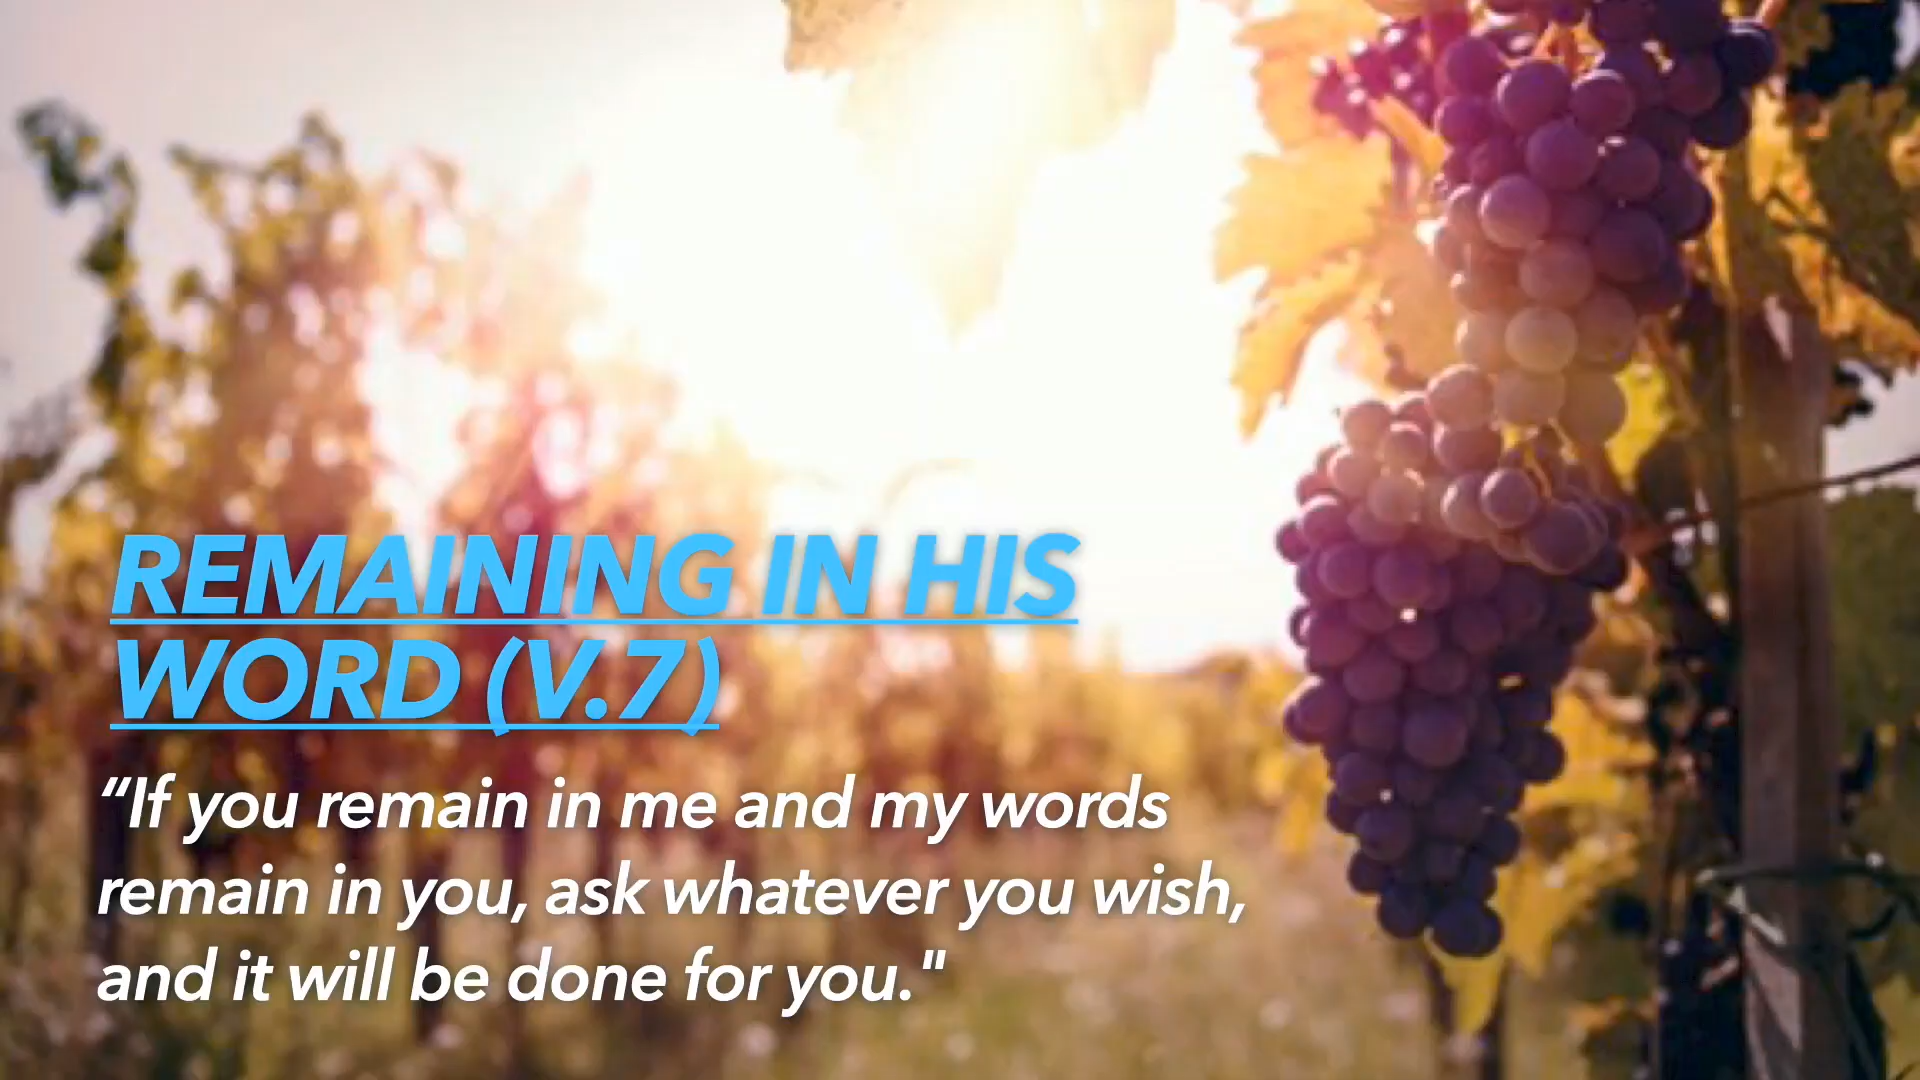 REMAINING IN HIS
WORD (V.7)
“If you remain in me and my words
remain in you, ask whatever you wish,
and it will be done for you."